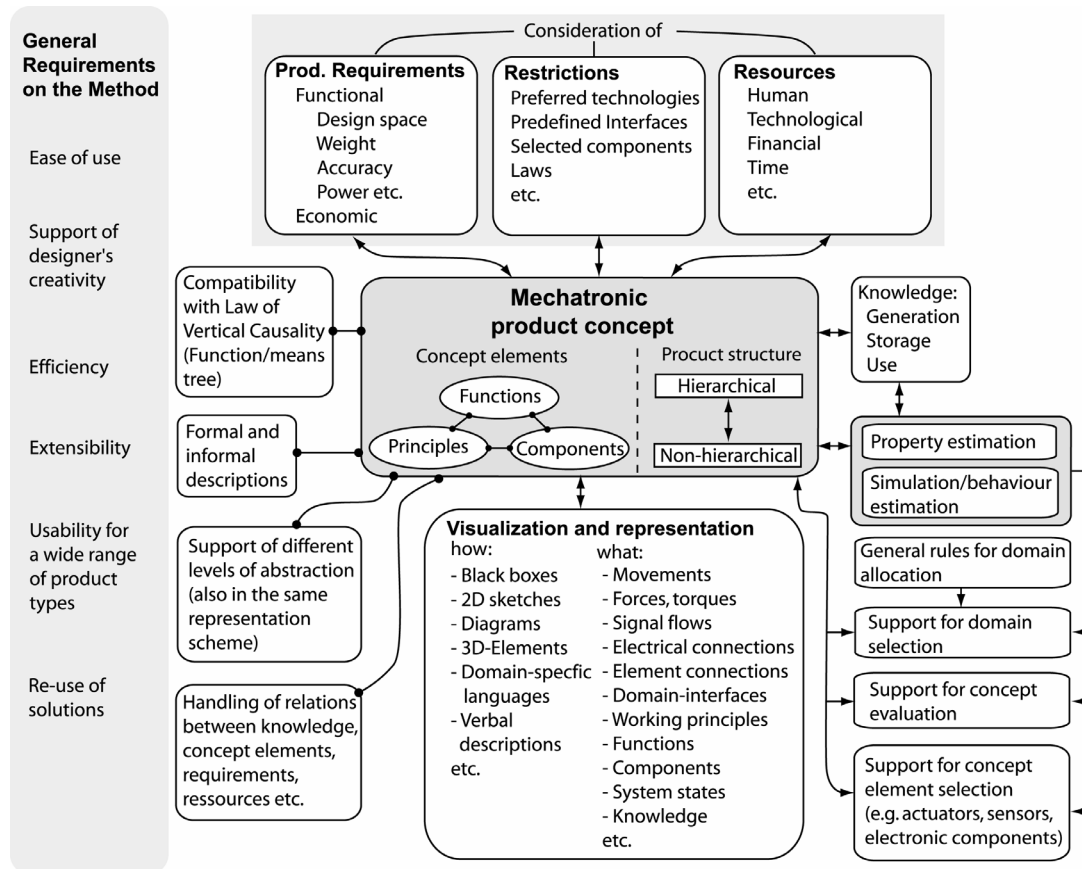 General
Requirements
on the Method
Ease of use
Support of
designer's
creativity
Efficiency
Extensibility
Usability for
a wide range
of product
types
Re-use of
solutions
Consideration of
Prod. Requirements
Functional
Design space
Weight
Accuracy
Power etc.
Economic
Restrictions
Preferred technologies
Predefined Interfaces
Selected components
Laws
etc.
Resources
Human
Technological
Financial
Time
etc.
Compatibility
with Law of
Vertical Causality
(Function/means
tree)
Formal and
informal
descriptions
Support of different
levels of abstraction
(also in the same
representation
scheme)
Handling of relations
between knowledge,
concept elements,
requirements,
ressources etc.
Mechatronic
product concept
Concept elements
Functions
Principles
Components
Procuct structure
Hierarchical
Non-hierarchical
Visualization and representation
how:
- Black boxes
- 2D sketches
- Diagrams
- 3D-Elements
- Domain-specfic
languages
- Verbal
descriptions
etc.
what:
- Movements
- Forces, torques
- Signal flows
- Electrical connections
- Element connections
- Domain-interfaces
- Working principles
- Functions
- Components
- System states
- Knowledge
etc.
Knowledge:
Generation
Storage
Use
Property estimation
Simulation/behaviour
estimation
General rules for domain
allocation
Support for domain
selection
Support for concept
evaluation
Support for concept
element selection
(e.g. actuators, sensors,
electronic components)